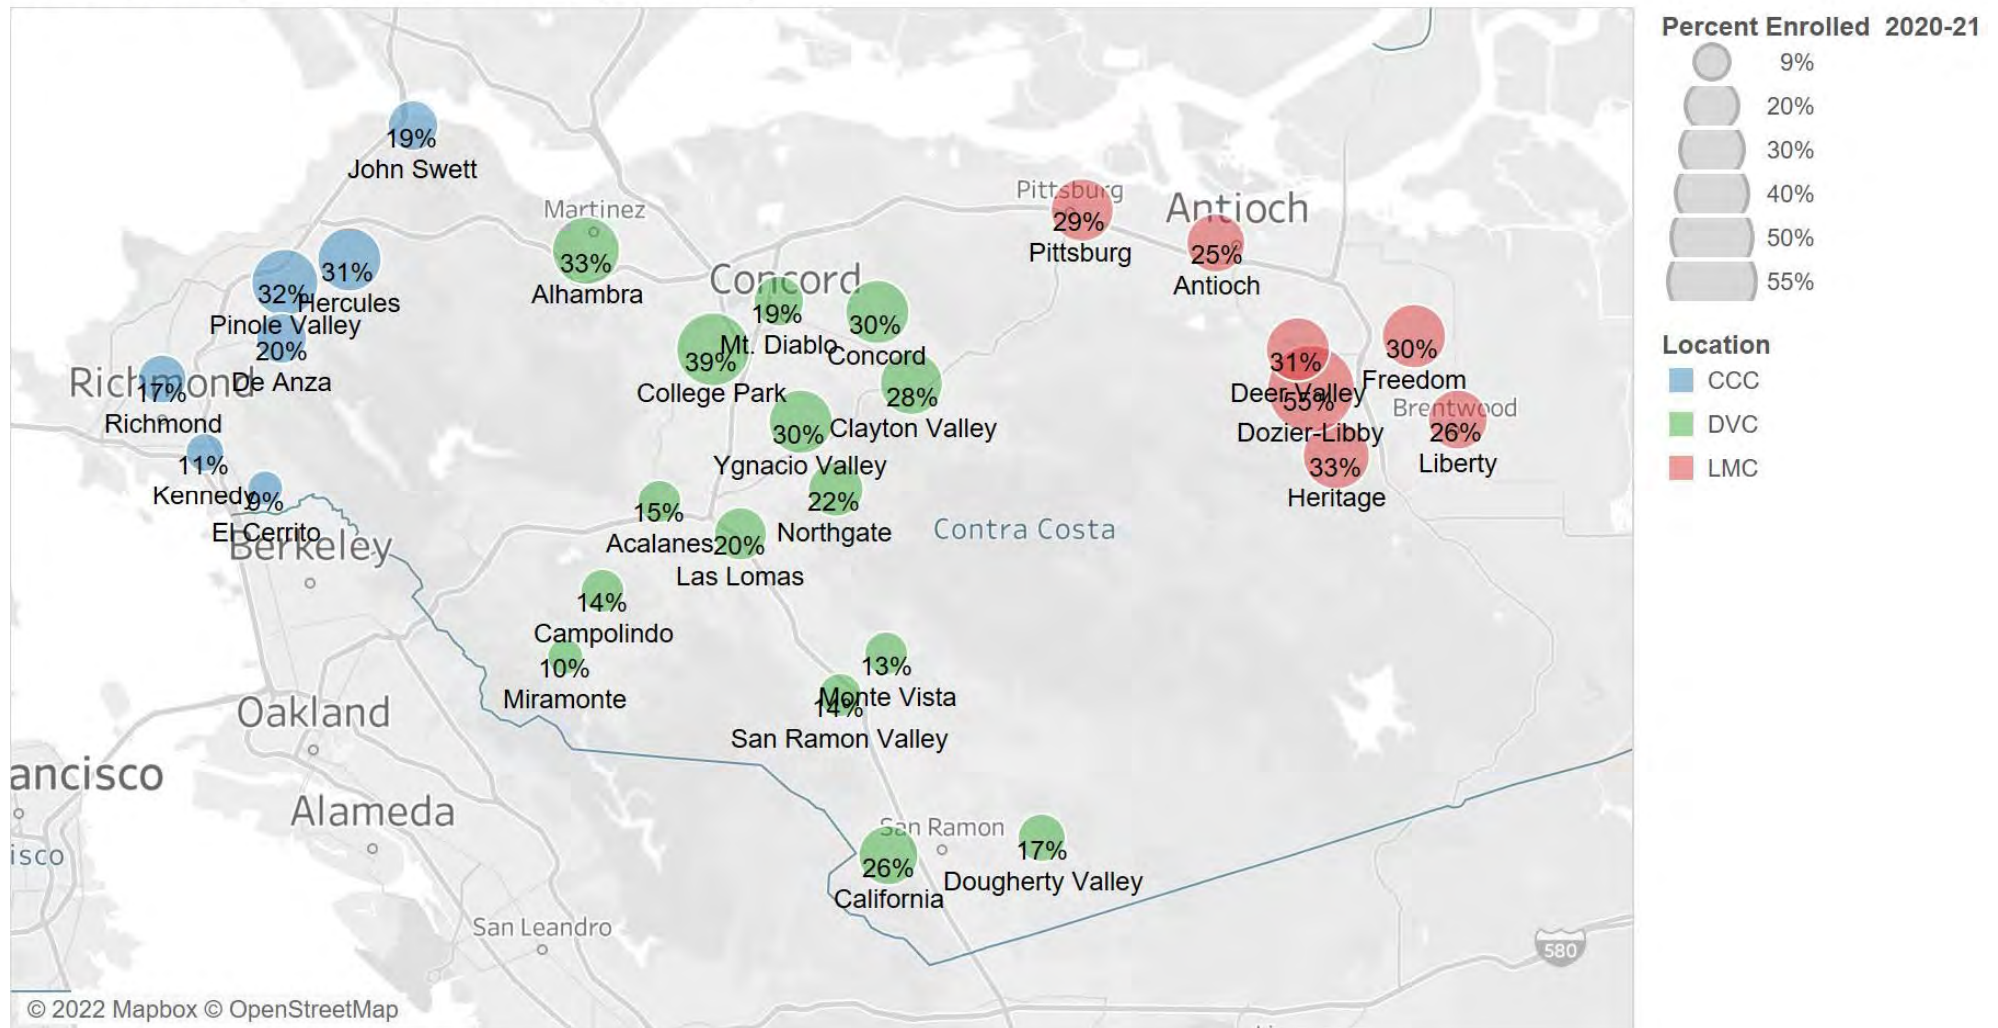 Percent Enrolled 2020-21
9%
20%
30%
40%
50%
55%
Location
CCC
DVC
LMC
19%
John Swett
Martinez
33%
Alhambra
31%
Hercules
32%
Pinole Valley
20%
De Anza
Richmond
17%
Richmond
11%
Kennedy
9%
El Cerrito
Berkeley
Concord
19%
Mt. Diablo
30%
Concord
39%
College Park
28%
Clayton Valley
30%
Ygnacio Valley
22%
Northgate
15%
Acalanes
20%
Las Lomas
14%
Campolindo
10%
Miramonte
13%
Monte Vista
14%
San Ramon Valley
Pittsburg
29%
Pittsburg
Antioch
25%
Antioch
31%
Deer Valley
55%
Dozier-Libby
30%
Freedom
Brentwood
26%
Liberty
33%
Heritage
Contra Costa
Oakland
ancisco
isco
Alameda
San Leandro
San Ramon
26%
California
17%
Dougherty Valley
580
© 2022 Mapbox © OpenStreetMap